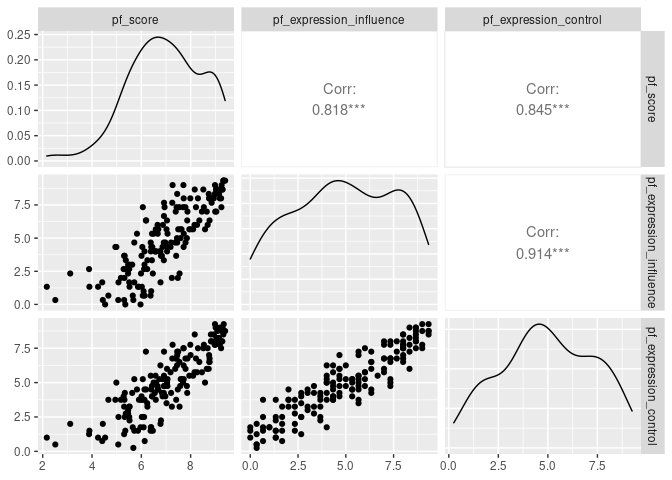 pf_score pf_expression_influence pf_expression_control
0.25
0.20
0.15
0.10
0.05
0.00
Corr:
0.818***
Corr:
0.845***
pf_score
7.5
5.0
2.5
0.0
Corr:
0.914***
pf_expression_influence
7.5
5.0
2.5
0.0
pf_expression_control
2 4 6 8 0.0 2.5 5.0 7.5 0.0 2.5 5.0 7.5